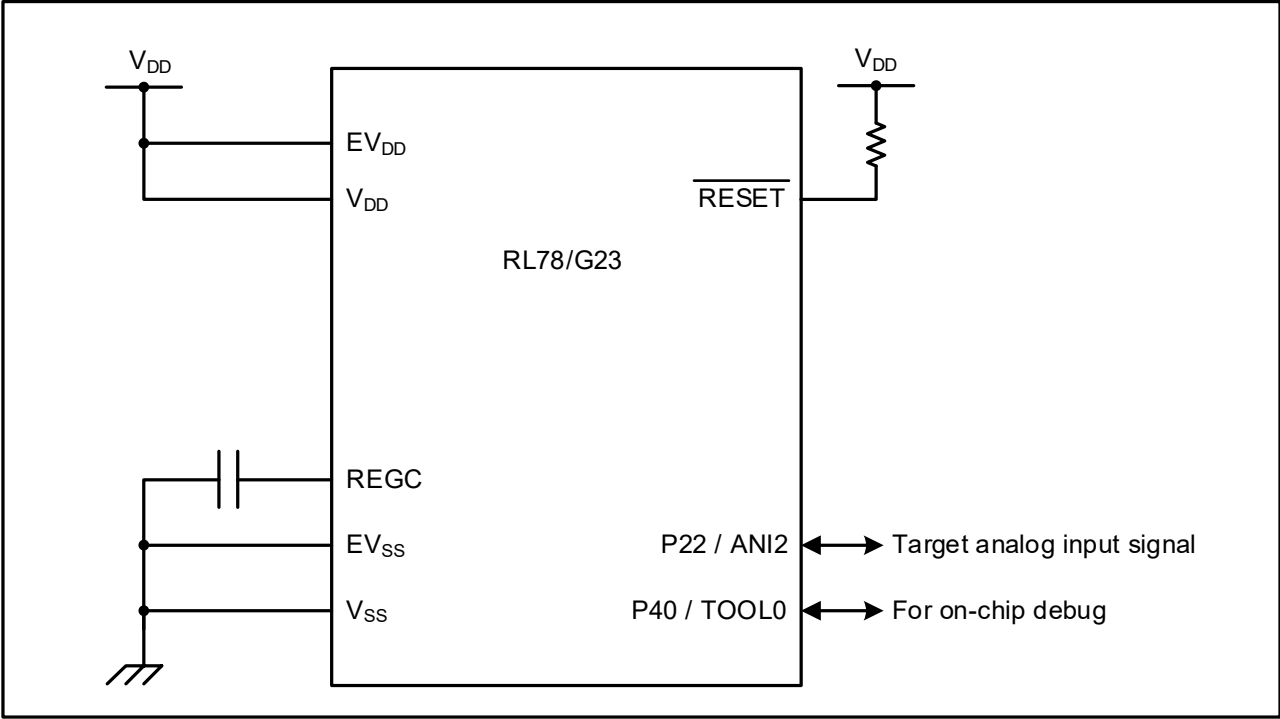 VDD
VDD
EVDD
VDD
RESET
RL78/G23
REGC
EVSS
P22 / ANI2
Target analog input signal
VSS
P40 / TOOL0
For on-chip debug